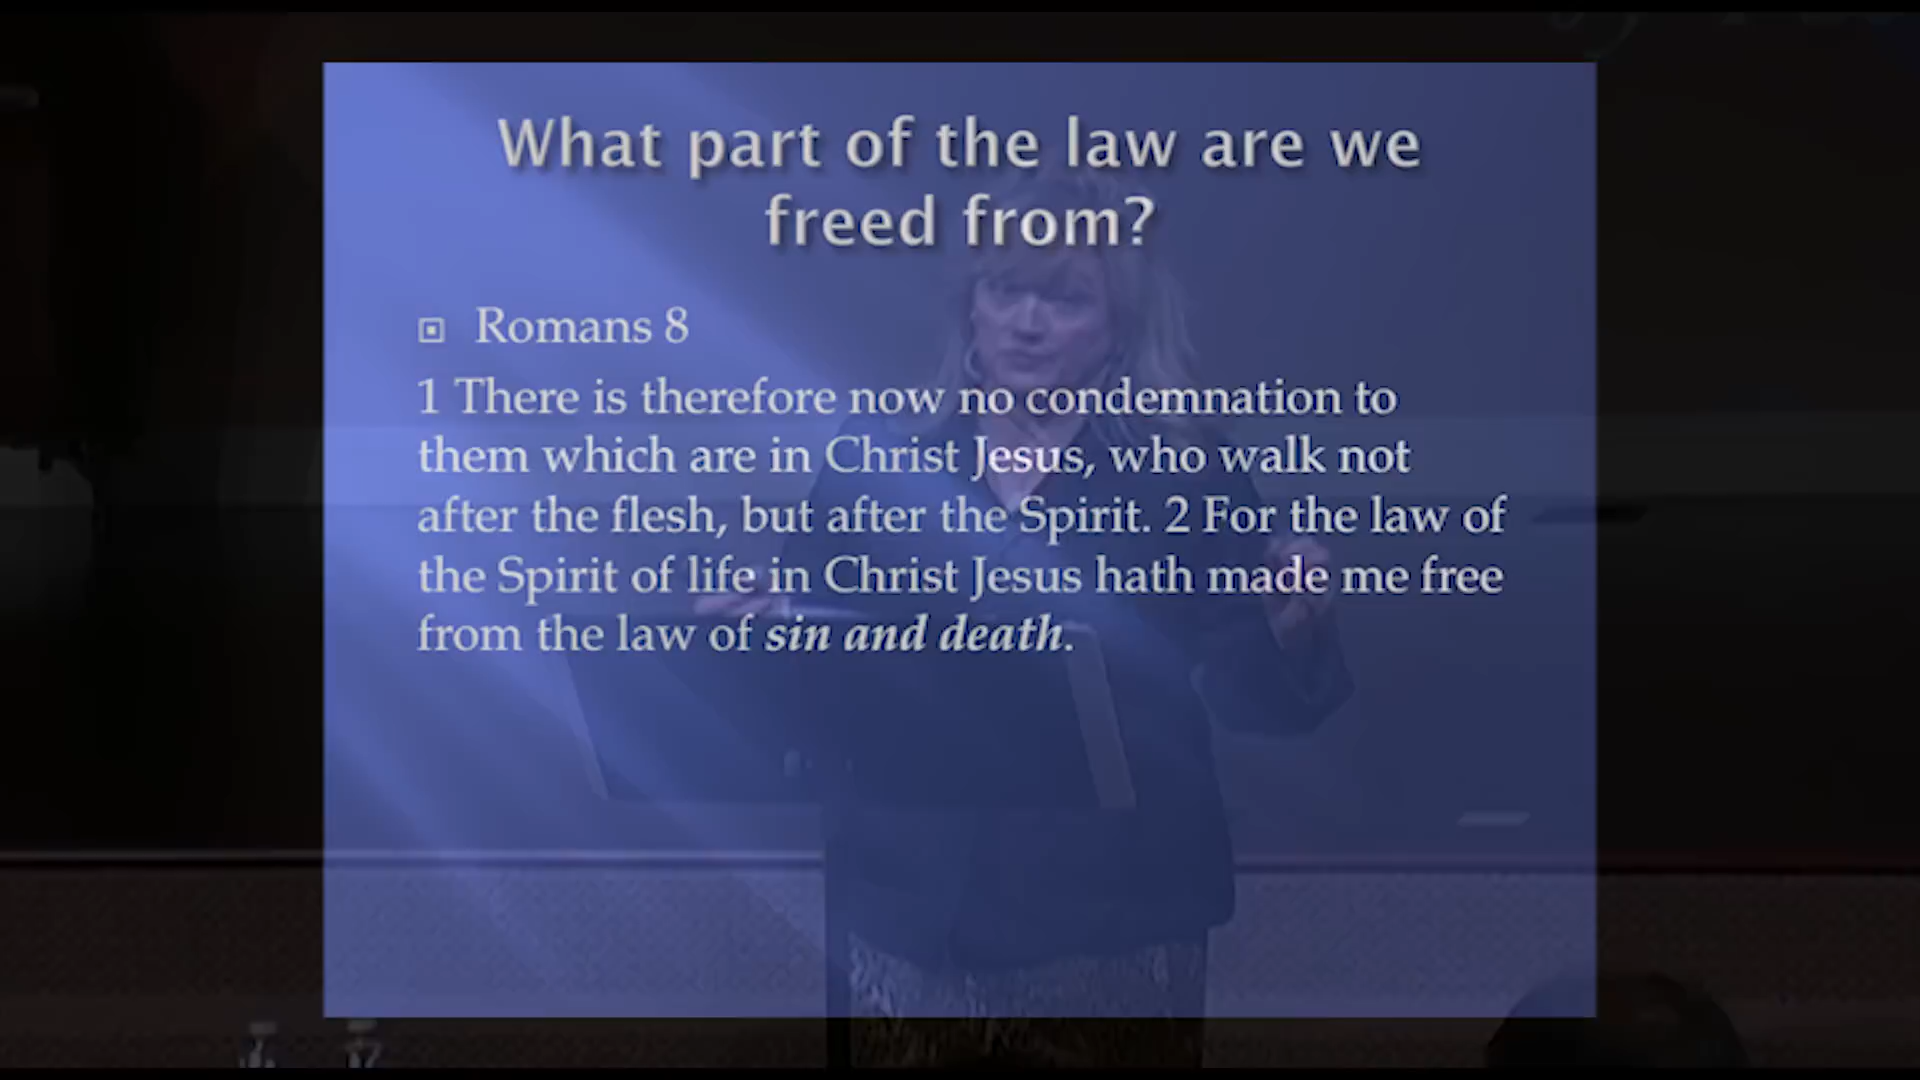 What part of the law are we
freed from?
Romans 8
1 There is therefore now no condemnation to
them which are in Christ Jesus, who walk not
after the flesh, but after the Spirit. 2 For the law of
the Spirit of life in Christ Jesus hath made me free
from the law of sin and death.